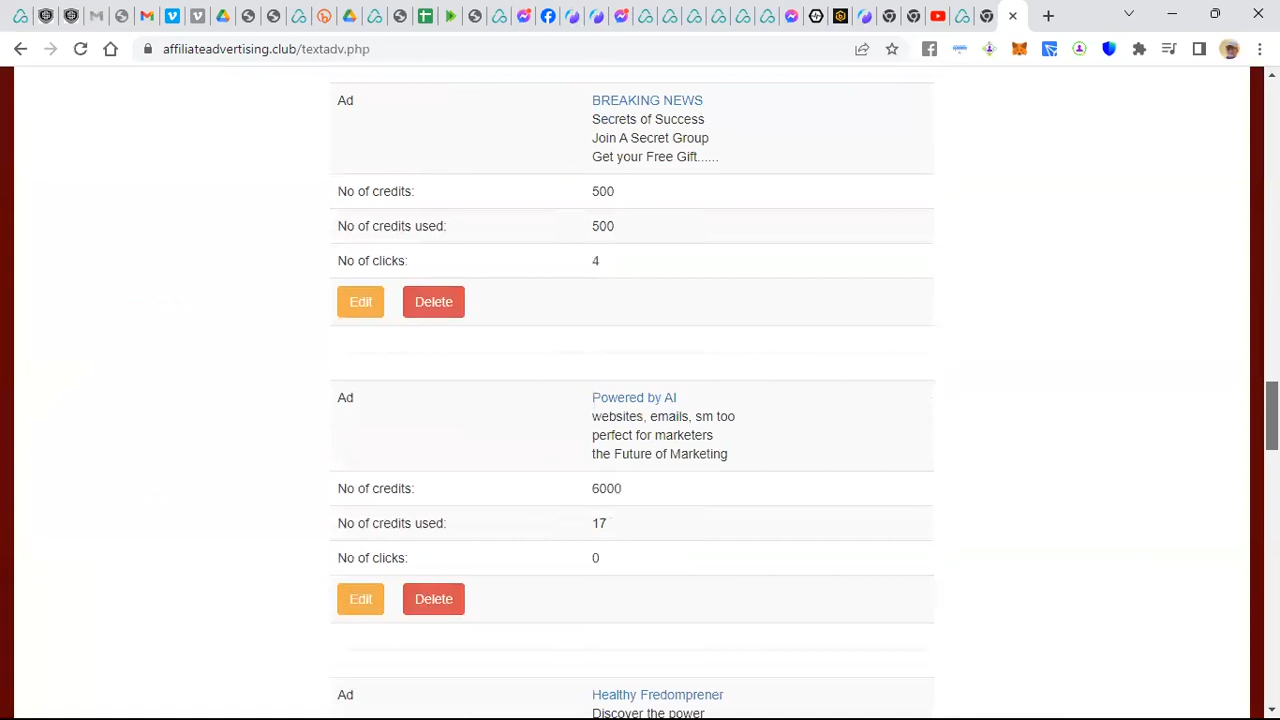 affiliateadvertising.club/textadv.php
Ad
BREAKING NEWS
Secrets of Success
Join A Secret Group
Get your Free Gift......
No of credits:
500
No of credits used:
500
No of clicks:
4
Edit
Delete
Ad
Powered by AI
websites, emails, sm too
perfect for marketers
the Future of Marketing
No of credits:
6000
No of credits used:
17
No of clicks:
0
Edit
Delete
Ad
Healthy Fredomprener
Discover the power